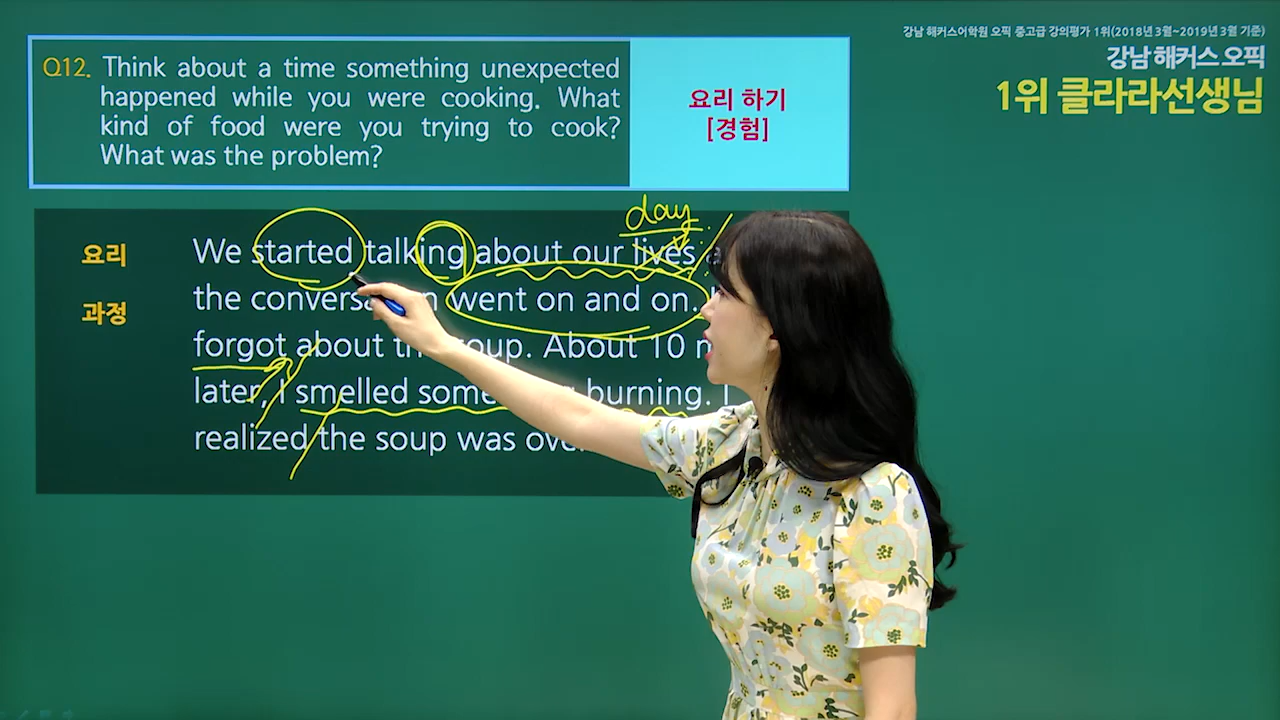 강남 해커스어학원 오픽 중고급 강의평가 1위(2018년 3월~2019년 3월 기준)
강남 해커스 오픽
1위 클라라선생님
Q12. Think about a time something unexpected
happened while you were cooking. What
kind of food were you trying to cook?
What was the problem?
요리 하기
[경험]
day
요리
과정
We started talking about our lives
the went on and on.
forgot about soup. About 10
later, I smelled burning. I
realized the soup was